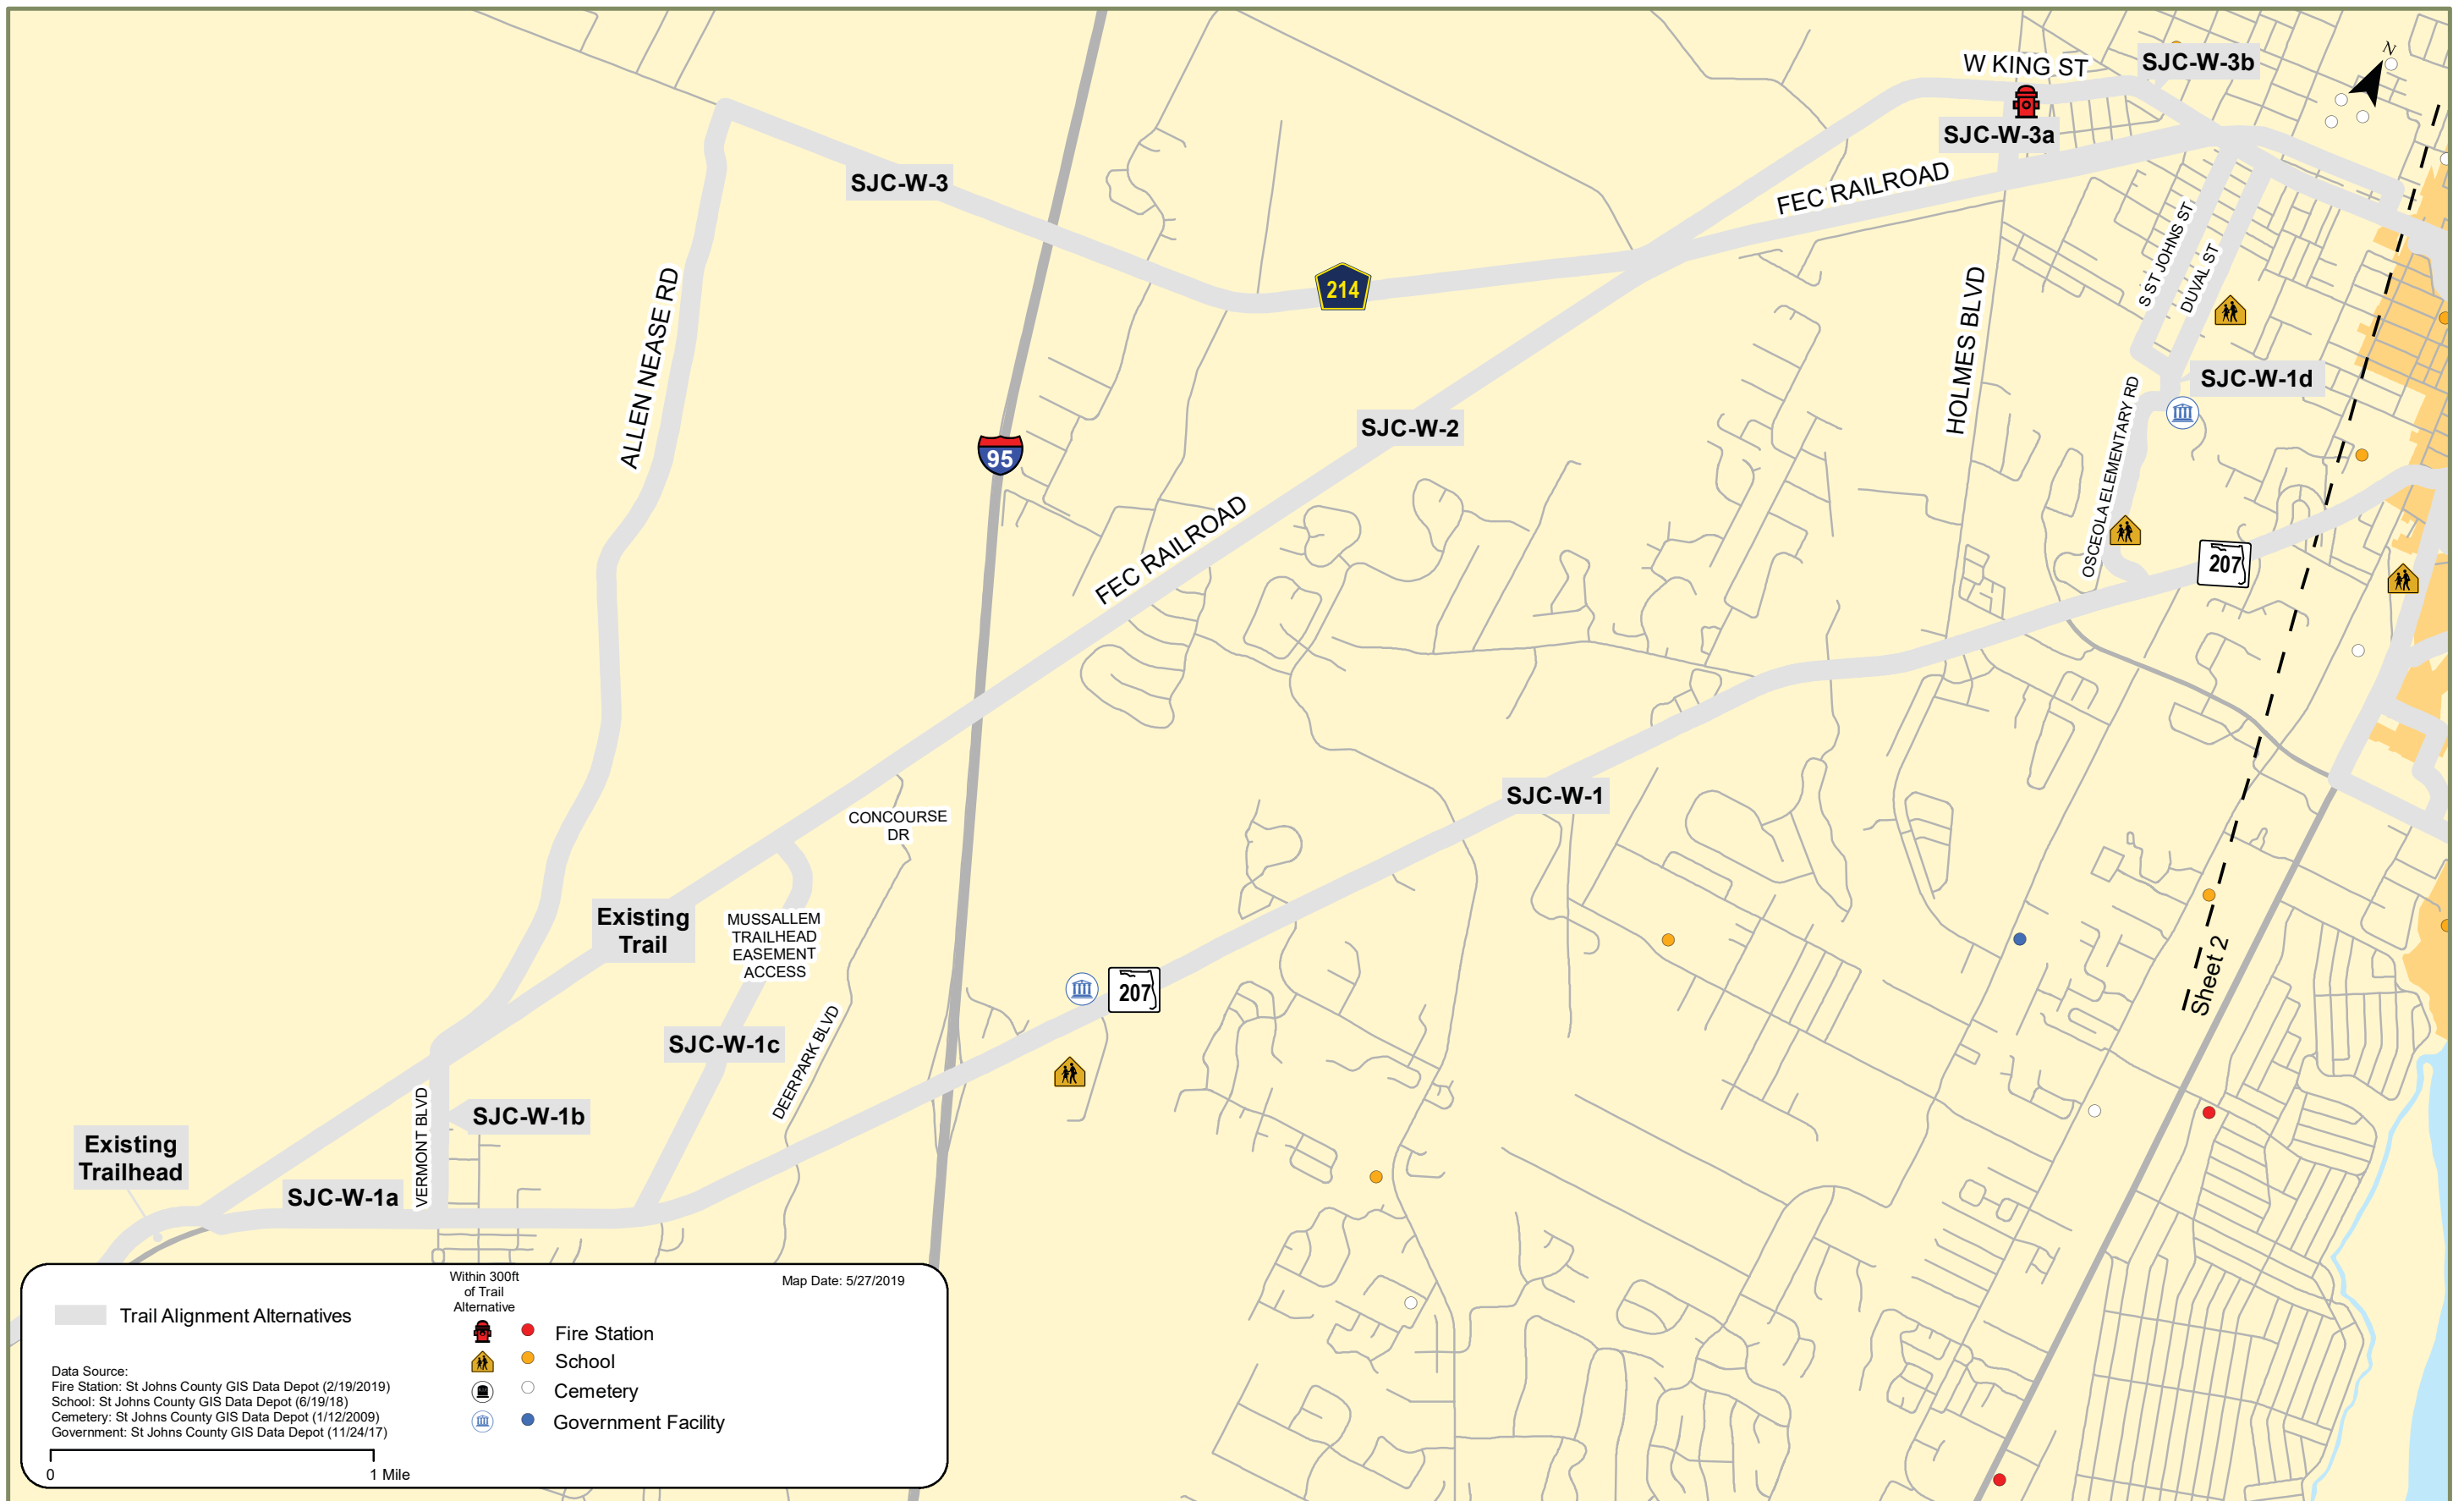 N
W KING ST
SJC-W-3b
SJC-W-3a
SJC-W-3
FEC RAILROAD
214
S ST JOHNS ST
DUVAL ST
ALLEN NEASE RD
HOLMES BLVD
SJC-W-1d
SJC-W-2
95
OSCEOLA ELEMENTARY RD
FEC RAILROAD
207
SJC-W-1
CONCOURSE
DR
Existing
Trail
MUSSALLEM
TRAILHEAD
EASEMENT
ACCESS
Sheet 2
207
SJC-W-1c
DEERPARK BLVD
VERMONT BLVD
SJC-W-1b
Existing
Trailhead
SJC-W-1a
Within 300ft
of Trail
Alternative
Map Date: 5/27/2019
Trail Alignment Alternatives
Fire Station
School
Cemetery
Government Facility
Data Source:
Fire Station: St Johns County GIS Data Depot (2/19/2019)
School: St Johns County GIS Data Depot (6/19/18)
Cemetery: St Johns County GIS Data Depot (1/12/2009)
Government: St Johns County GIS Data Depot (11/24/17)
0 1 Mile